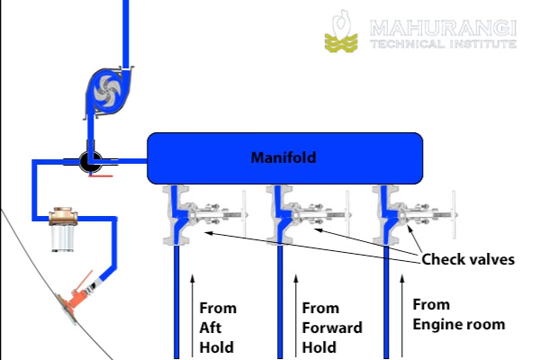 MAHURANGI
TECHNICAL INSTITUTE
Manifold
Check valves
From
Aft
Hold
From
Forward
Hold
From
Engine room